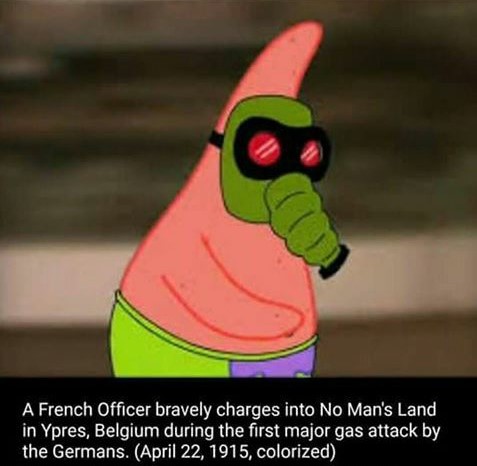 A French Officer bravely charges into No Man's Land
in Ypres, Belgium during the first major gas attack by
the Germans. (April 22, 1915, colorized)